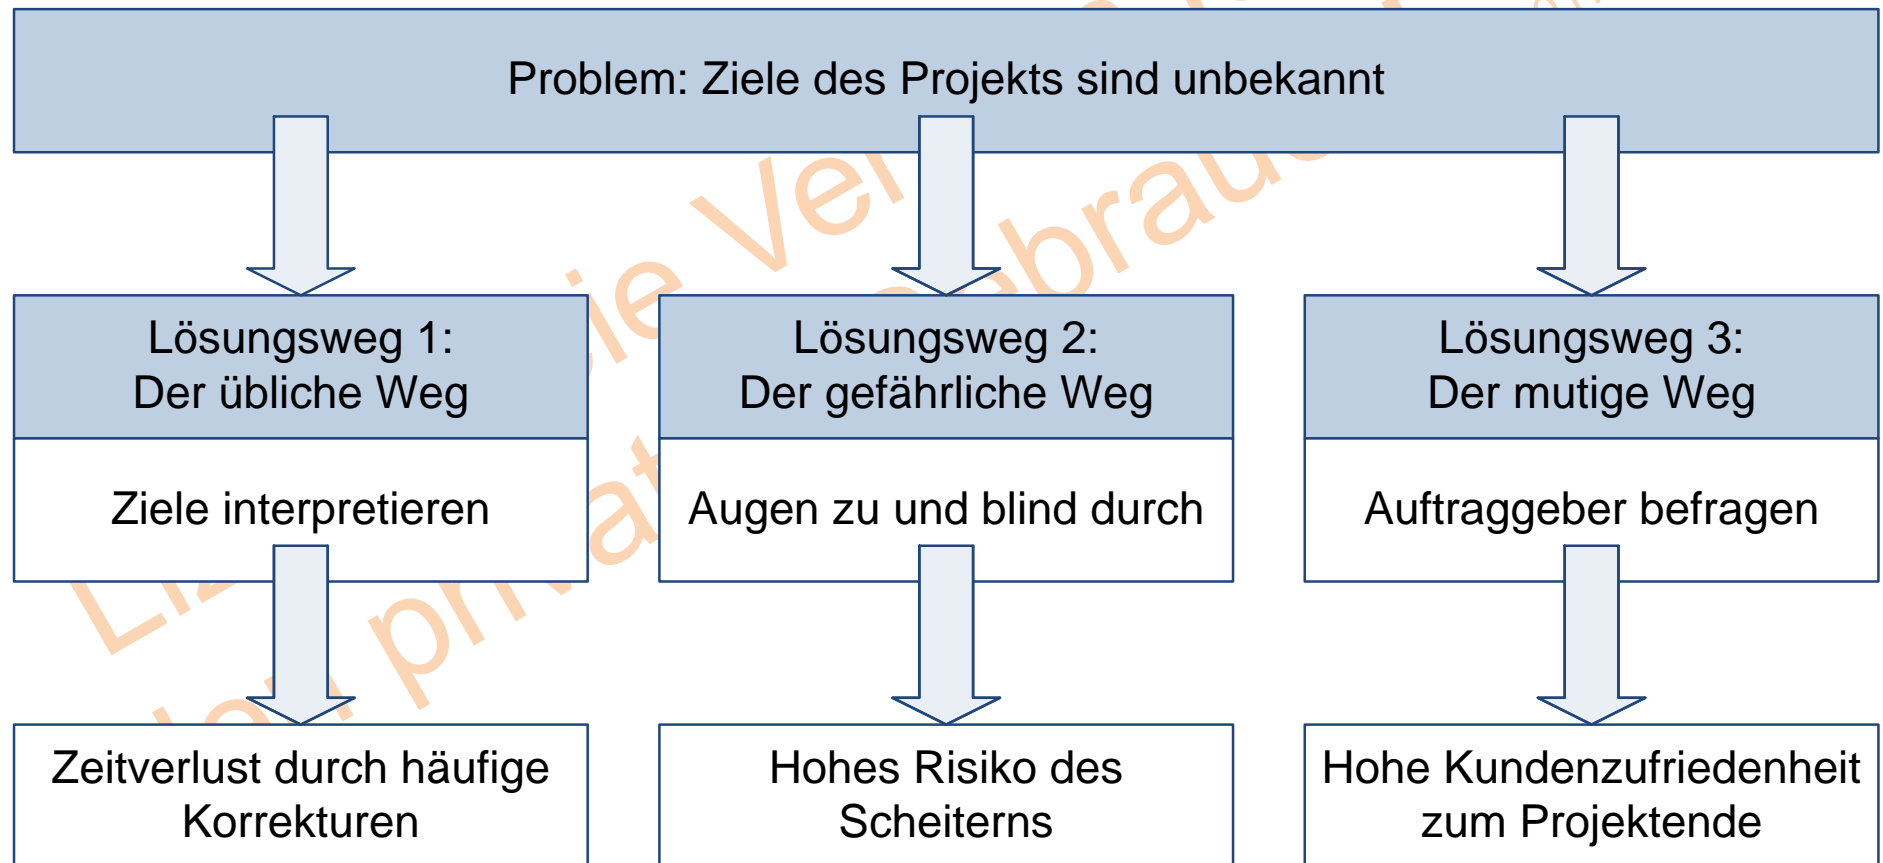 Problem: Ziele des Projekts sind unbekannt
Lösungsweg 1:
Der übliche Weg
Lösungsweg 2:
Der gefährliche Weg
Lösungsweg 3:
Der mutige Weg
Ziele interpretieren
Augen zu und blind durch
Auftraggeber befragen
Zeitverlust durch häufige
Korrekturen
Hohes Risiko des
Scheiterns
Hohe Kundenzufriedenheit
zum Projektende